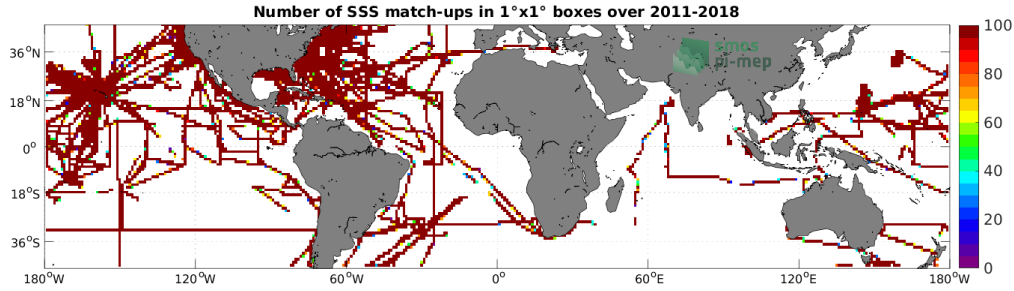 Number of SSS match-ups in 1°x1° boxes over 2011-2018
36°N
18°N
0°
18°S
36°S
180°W
120°W
60°W
0°
60°E
120°E
180°W
100
80
60
40
20
0
smos
pi-mep